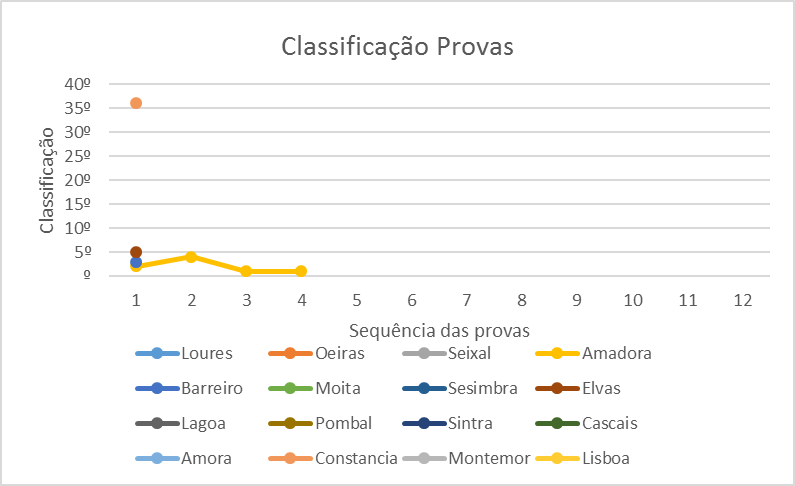 Classificação Provas
40º
35º
30º
25º
20º
15º
10º
5º
º
Classificação
1 2 3 4 5 6 7 8 9 10 11 12
Sequência das provas
Loures Oeiras Seixal Amadora
Barreiro Moita Sesimbra Elvas
Lagoa Pombal Sintra Cascais
Amora Constancia Montemor Lisboa